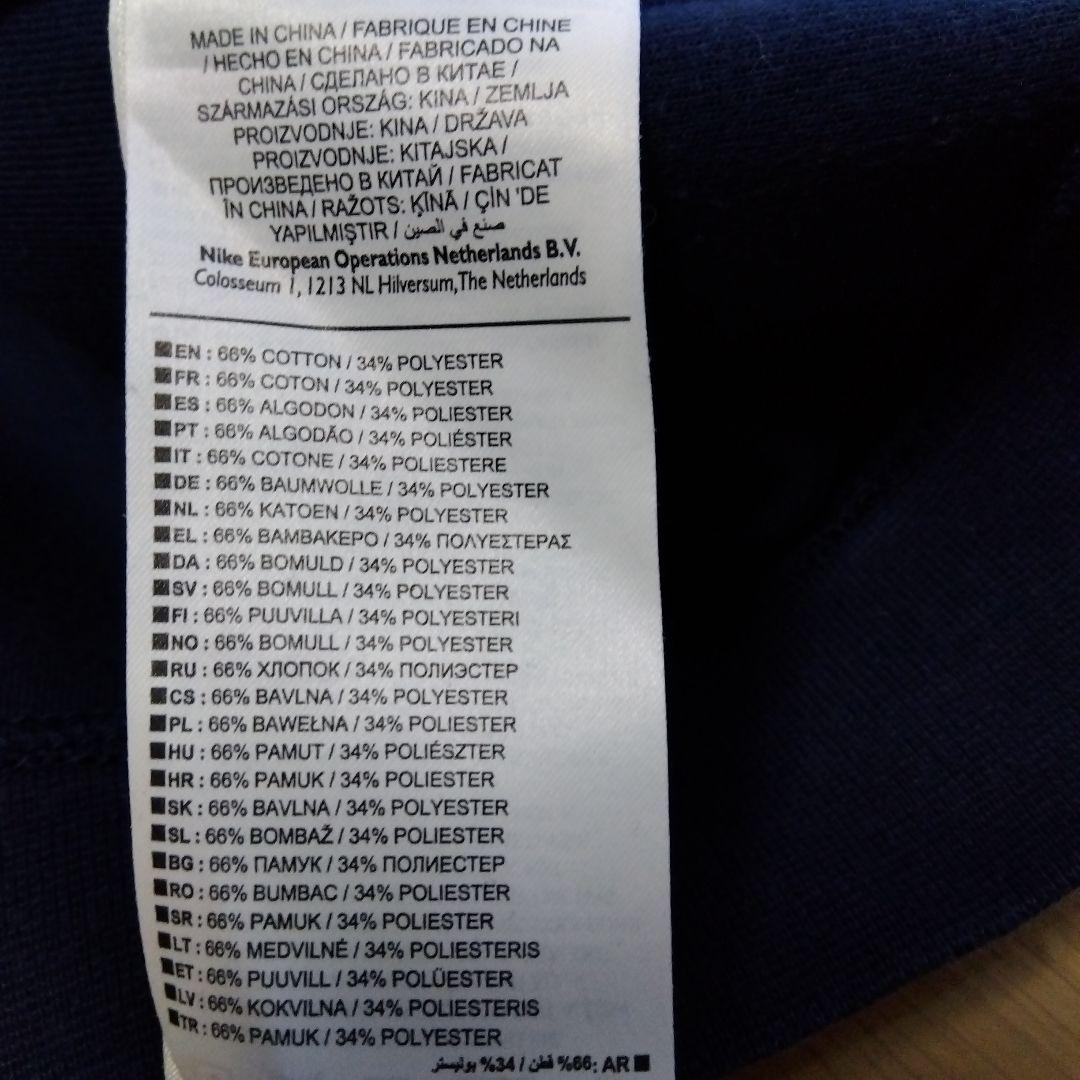 MADE IN CHINA / FABRIQUE EN CHINE
/ HECHO EN CHINA / FABRICADO NA
CHINA / СДЕЛАНО В КИТАЕ /
SZÁRMAZÁSI ORSZÁG: KINA / ZEMLJA
PROIZVODNJE: KINA / DRŽAVA
PROIZVODNJE: KITAJSKA /
ПРОИЗВЕДЕНО В КИТАЙ / FABRICAT
ÎN CHINA / RAŽOTS: ĶĪNĀ / ÇİN 'DE
YAPILMIŞTIR / صنع في الصين
Nike European Operations Netherlands B.V.
Colosseum 1, 1213 NL Hilversum, The Netherlands
EN : 66% COTTON / 34% POLYESTER
FR : 66% COTON / 34% POLYESTER
ES : 66% ALGODON / 34% POLIESTER
PT : 66% ALGODÃO / 34% POLIÉSTER
IT : 66% COTONE / 34% POLIESTERE
DE : 66% BAUMWOLLE / 34% POLYESTER
NL : 66% KATOEN / 34% POLYESTER
EL : 66% ΒΑΜΒΑΚΕΡΟ / 34% ΠΟΛΥΕΣΤΕΡΑΣ
DA : 66% BOMULD / 34% POLYESTER
SV : 66% BOMULL / 34% POLYESTER
FI : 66% PUUVILLA / 34% POLYESTERI
NO : 66% BOMULL / 34% POLYESTER
RU : 66% ХЛОПОК / 34% ПОЛИЭСТЕР
CS : 66% BAVLNA / 34% POLYESTER
PL : 66% BAWEŁNA / 34% POLIESTER
HU : 66% PAMUT / 34% POLIÉSZTER
HR : 66% PAMUK / 34% POLIESTER
SK : 66% BAVLNA / 34% POLYESTER
SL : 66% BOMBAŽ / 34% POLIESTER
BG : 66% ПАМУК / 34% ПОЛИЕСТЕР
RO : 66% BUMBAC / 34% POLIESTER
SR : 66% PAMUK / 34% POLIESTER
LT : 66% MEDVILNÉ / 34% POLIESTERIS
ET : 66% PUUVILL / 34% POLÜESTER
LV : 66% KOKVILNA / 34% POLIESTERIS
TR : 66% PAMUK / 34% POLYESTER
AR :66% قطن / 34% بوليستر